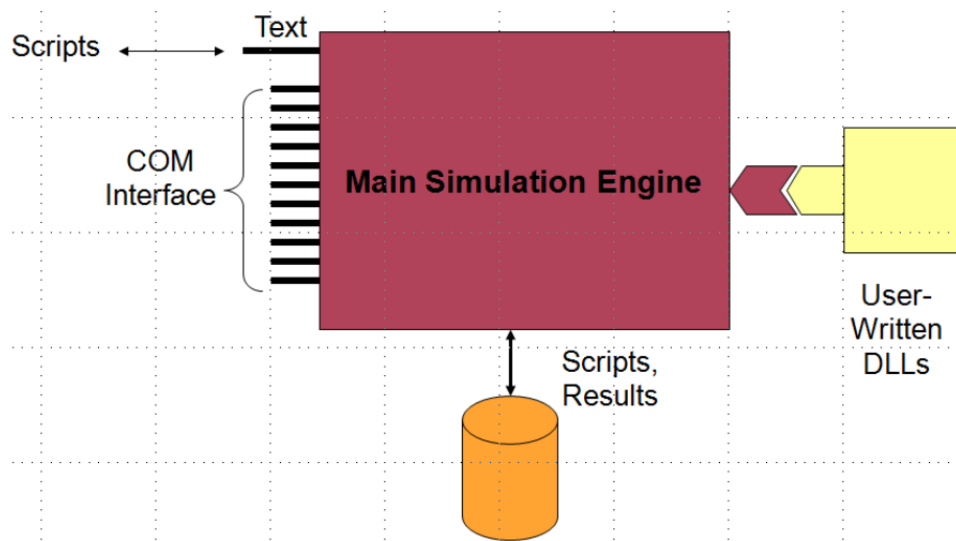 Text
Scripts
COM
Interface
Main Simulation Engine
User-
Written
DLLs
Scripts,
Results